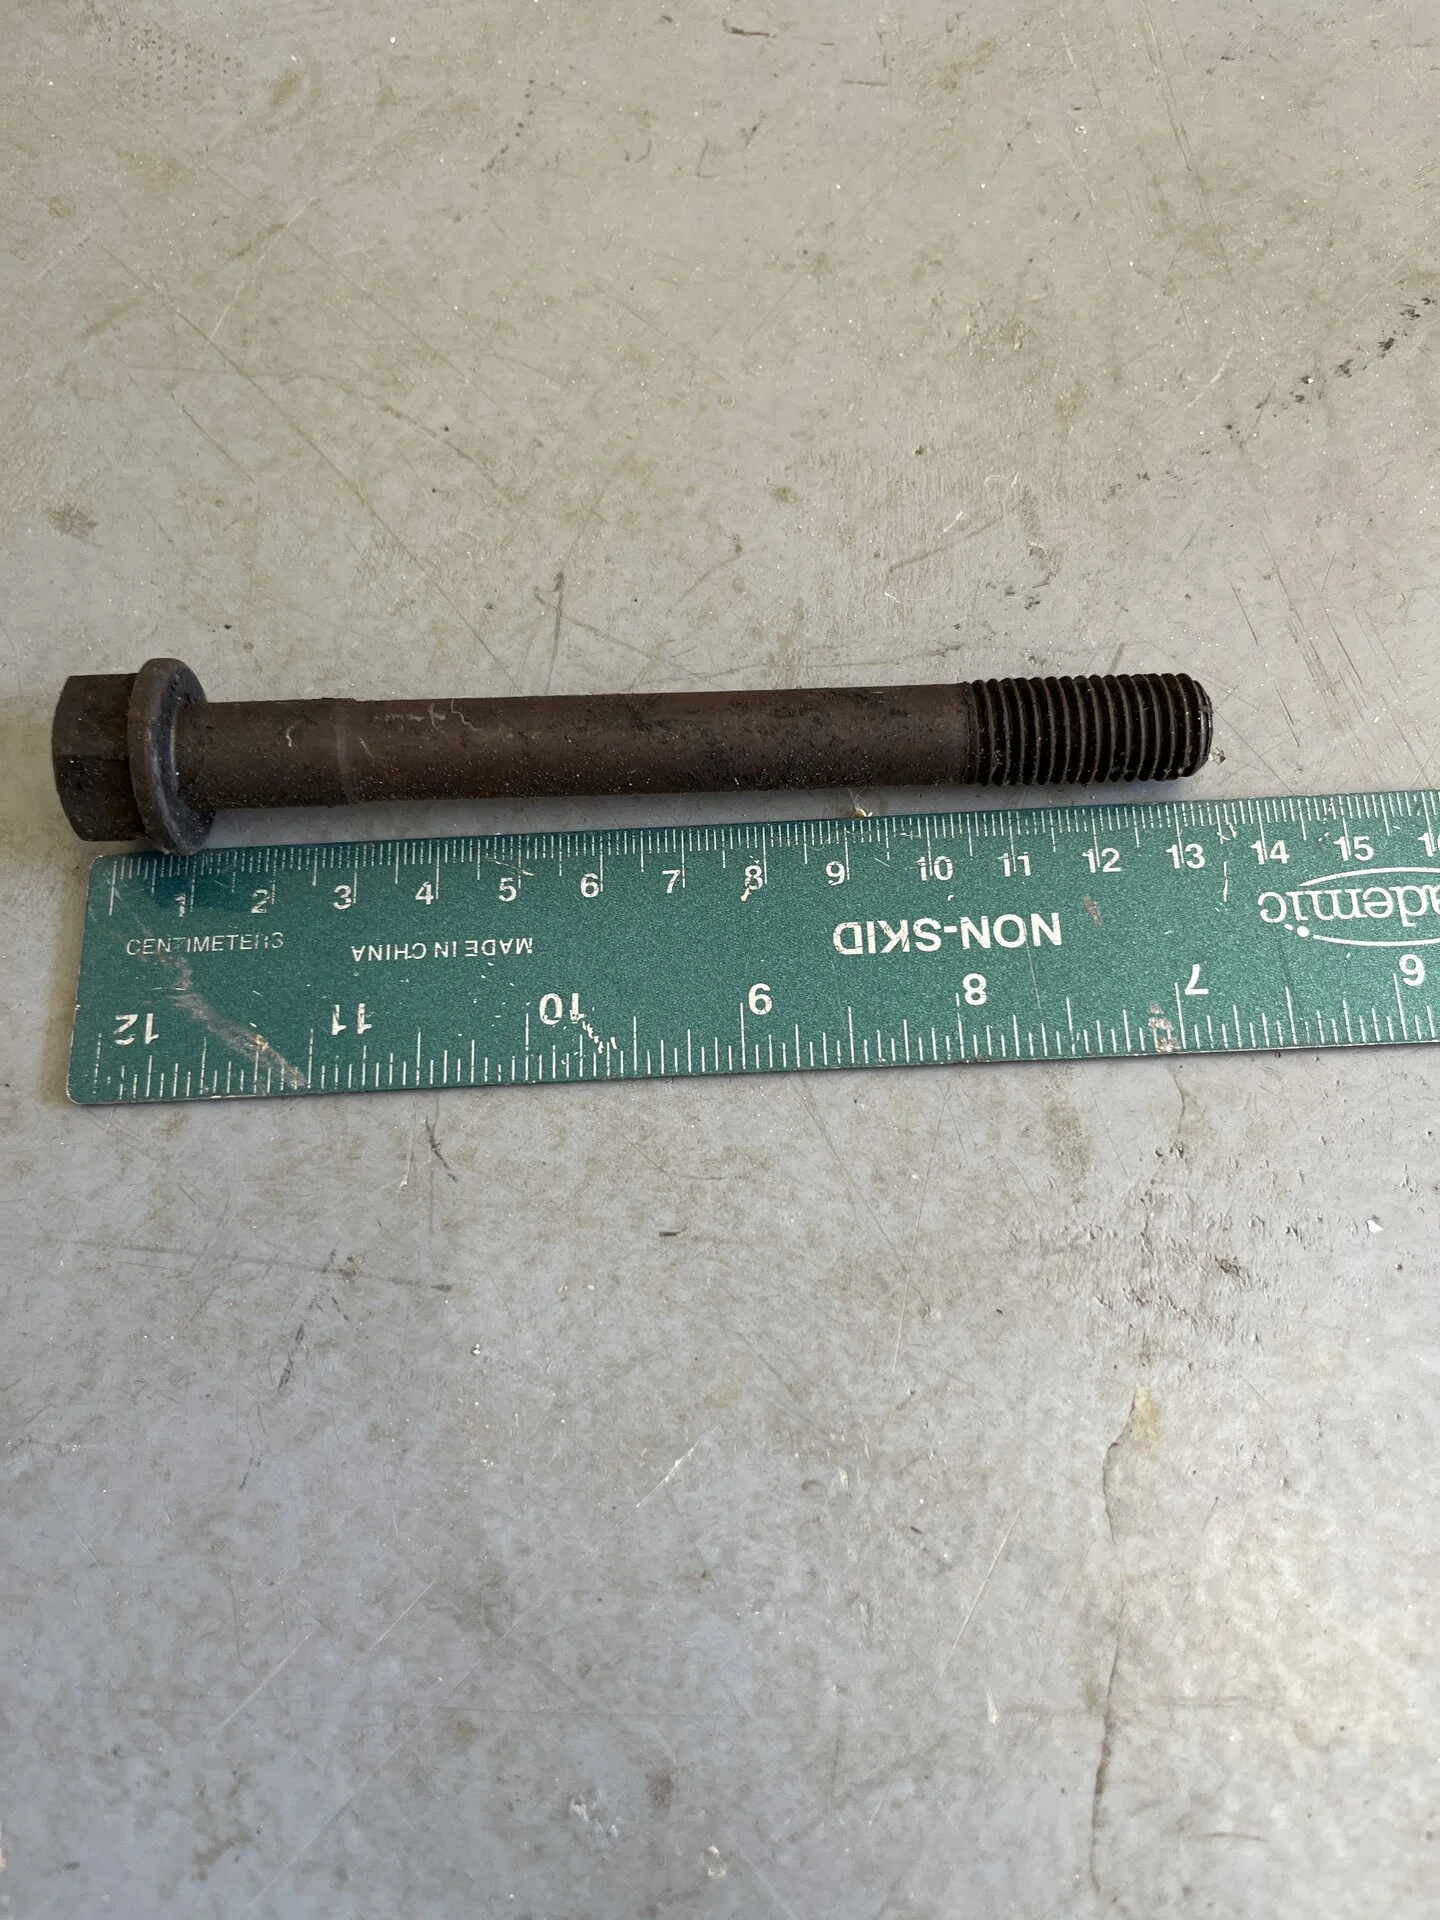 1 2 3 4 5 6 7 8 9 10 11 12 13 14 15
CENTIMETERS
MADE IN CHINA
NON-SKID
ademic
12 11 10 9 8 7 6